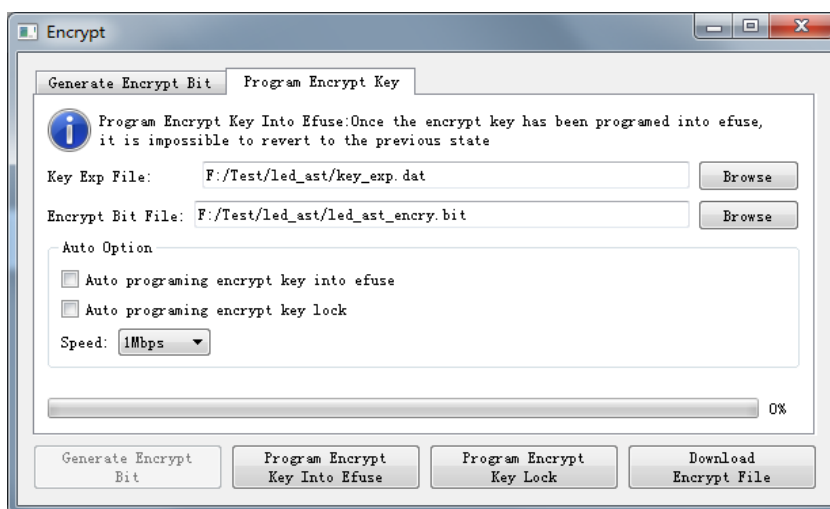 Encrypt
Generate Encrypt Bit
Program Encrypt Key
Program Encrypt Key Into Efuse:Once the encrypt key has been programed into efuse,
it is impossible to revert to the previous state
Key Exp File: F:/Test/led_ast/key_exp.dat Browse
Encrypt Bit File: F:/Test/led_ast/led_ast_encry.bit Browse
Auto Option
Auto programing encrypt key into efuse
Auto programing encrypt key lock
Speed: 1Mbps
0%
Generate Encrypt
Bit
Program Encrypt
Key Into Efuse
Program Encrypt
Key Lock
Download
Encrypt File